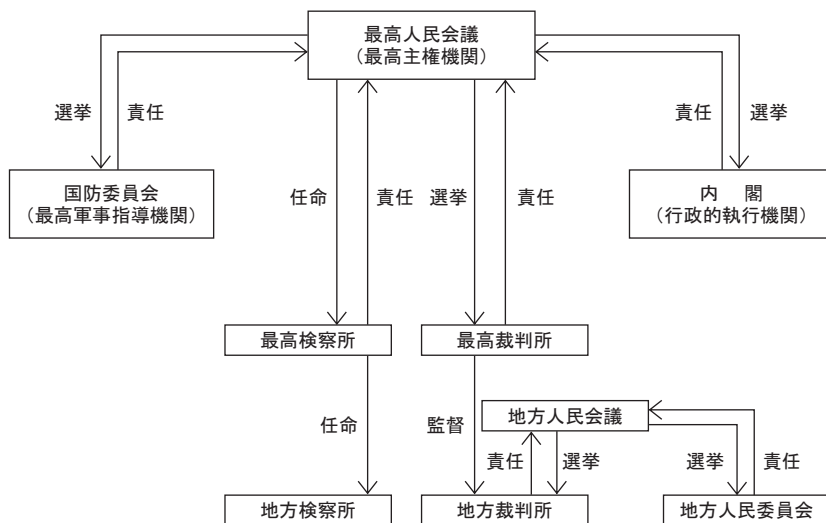 最高人民会議
（最高主権機関）
選挙
責任
責任
選挙
国防委員会
（最高軍事指導機関）
任命
責任
選挙
責任
内　閣
（行政的執行機関）
最高検察所
最高裁判所
任命
監督
地方人民会議
責任
選挙
選挙
責任
地方検察所
地方裁判所
地方人民委員会